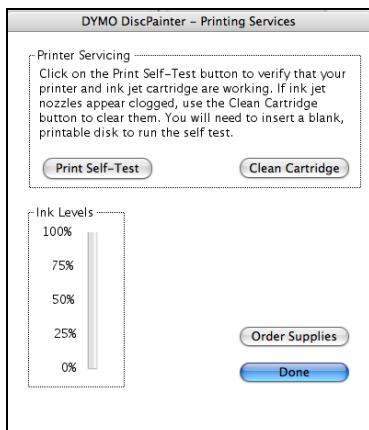 DYMO DiscPainter – Printing Services
Printer Servicing
Click on the Print Self-Test button to verify that your
printer and ink jet cartridge are working. If ink jet
nozzles appear clogged, use the Clean Cartridge
button to clear them. You will need to insert a blank,
printable disk to run the self test.
Print Self-Test
Clean Cartridge
Ink Levels
100%
75%
50%
25%
0%
Order Supplies
Done